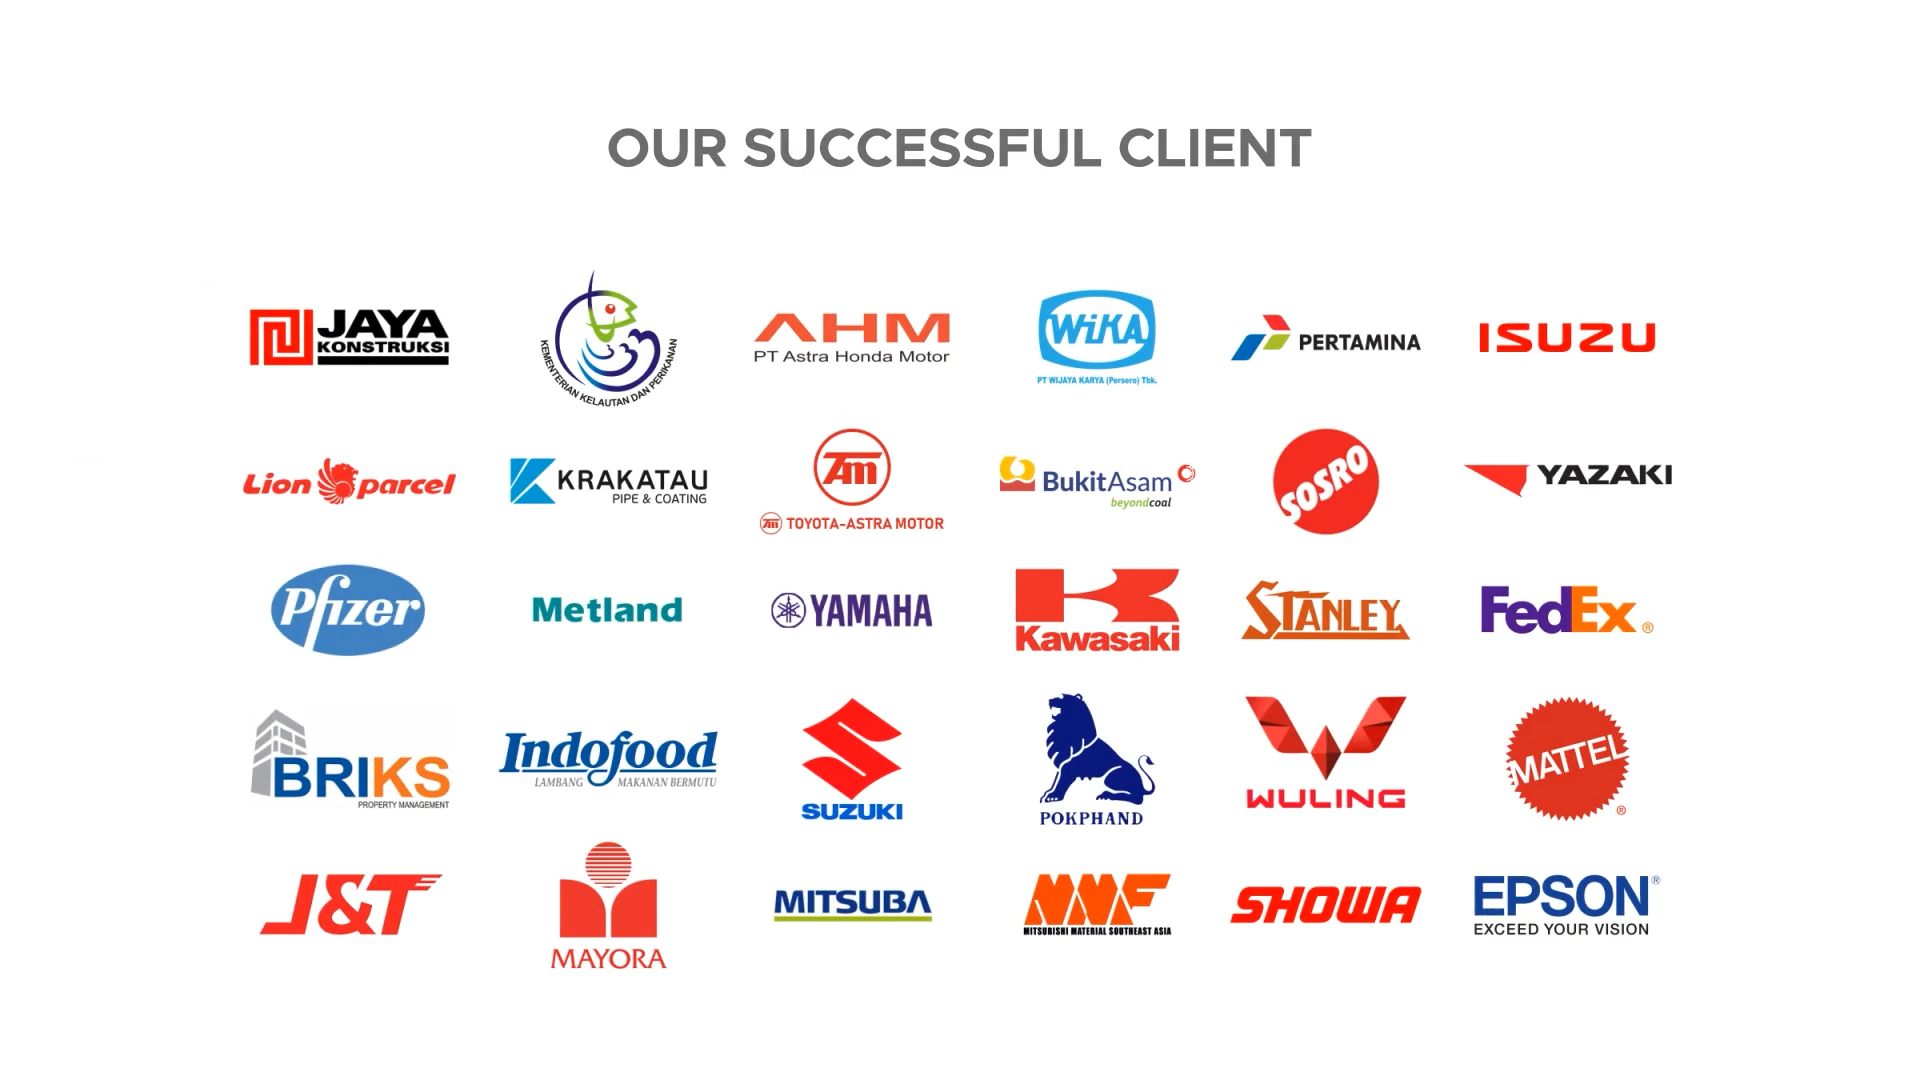 OUR SUCCESSFUL CLIENT
JAYA
KONSTRUKSI
KEMENTERIAN KELAUTAN DAN PERIKANAN
AHM
PT Astra Honda Motor
WiKA
PT WIJAYA KARYA (Persero) Tbk.
PERTAMINA
ISUZU
Lion parcel
KRAKATAU
PIPE & COATING
TAM
TAM TOYOTA-ASTRA MOTOR
BukitAsam
beyondcoal
SOSRO
YAZAKI
Pfizer
Metland
YAMAHA
Kawasaki
STANLEY
FedEx ®
BRIKS
PROPERTY MANAGEMENT
Indofood
LAMBANG MAKANAN BERMUTU
SUZUKI
POKPHAND
WULING
MATTEL
®
J&T
MAYORA
MITSUBA
MMF
MITSUBISHI MATERIAL SOUTHEAST ASIA
SHOWA
EPSON®
EXCEED YOUR VISION